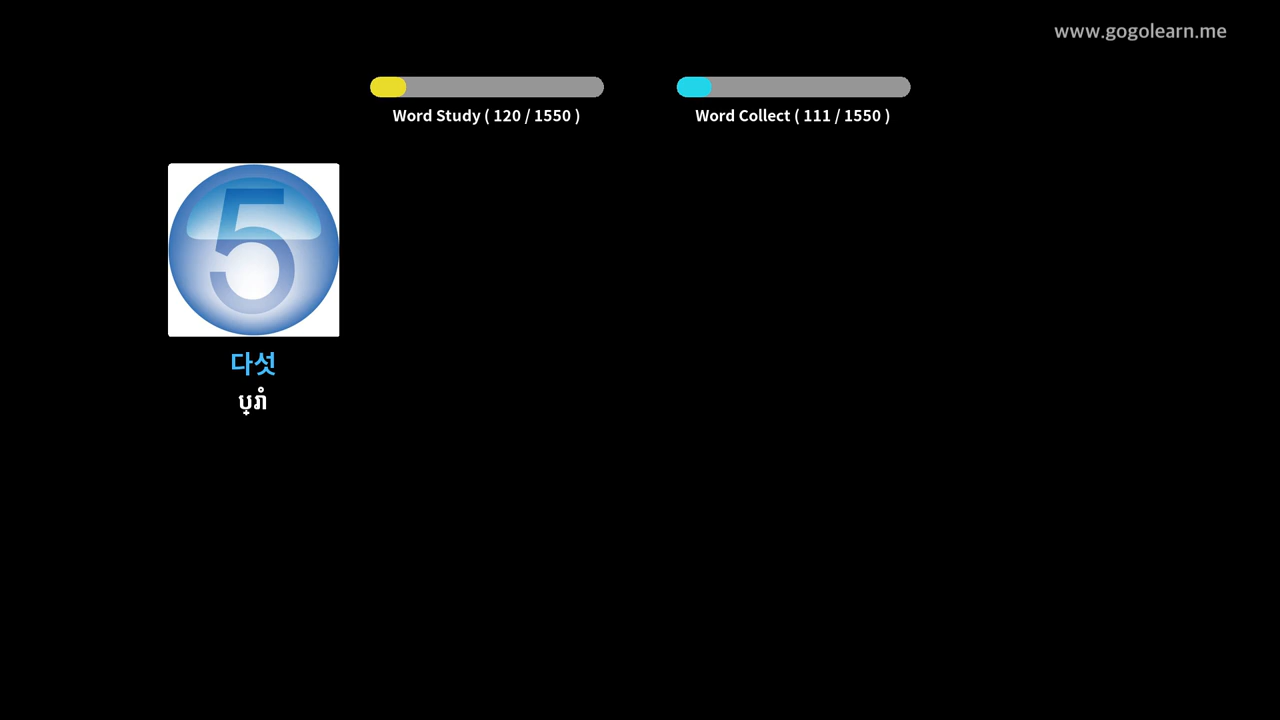 www.gogolearn.me
Word Study ( 120 / 1550 )
Word Collect ( 111 / 1550 )
5
다섯
ប្រាំ